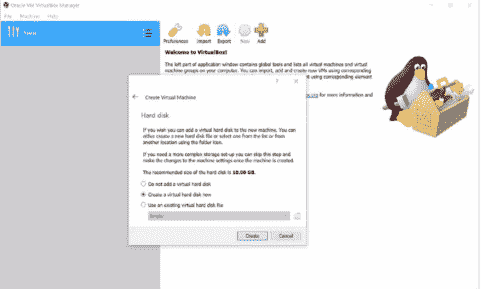 Oracle VM VirtualBox Manager
File Machine Help
Tools
Preferences Import Export New Add
Welcome to VirtualBox!
The left part of application window contains global tools and lists all virtual machines and virtual
machine groups on your computer. You can import, add and create new VMs using corresponding
using corresponding element
for more information and
Create Virtual Machine
Hard disk
If you wish you can add a virtual hard disk to the new machine. You can
either create a new hard disk file or select one from the list or from
another location using the folder icon.
If you need a more complex storage set-up you can skip this step and
make the changes to the machine settings once the machine is created.
The recommended size of the hard disk is 10.00 GB.
Do not add a virtual hard disk
Create a virtual hard disk now
Use an existing virtual hard disk file
Empty
Create Cancel